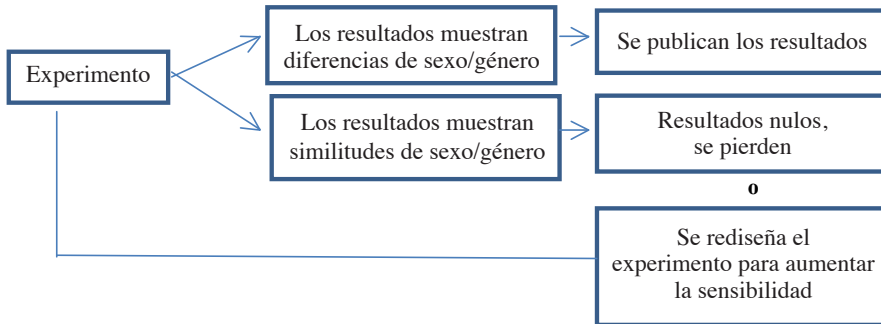 Experimento
Los resultados muestran
diferencias de sexo/género
Se publican los resultados
Los resultados muestran
similitudes de sexo/género
Resultados nulos,
se pierden
o
Se rediseña el
experimento para aumentar
la sensibilidad